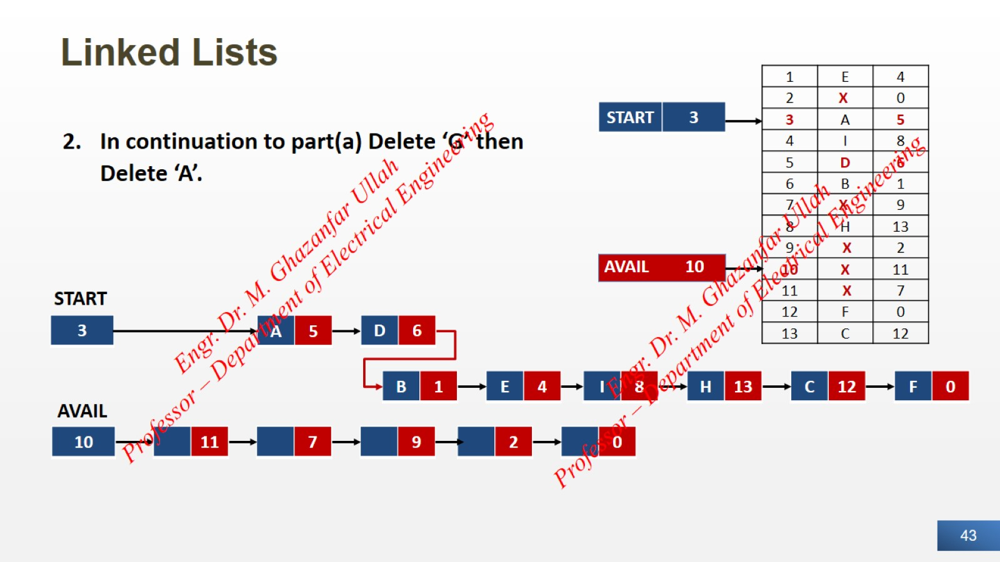 Linked Lists
2. In continuation to part(a) Delete ‘G’ then
Delete ‘A’.
START 3
AVAIL 10
1 E 4
2 X 0
3 A 5
4 I 8
5 D 6
6 B 1
7 X 9
8 H 13
9 X 2
10 X 11
11 X 7
12 F 0
13 C 12
START
3 A 5 D 6
B 1 E 4 I 8 H 13 C 12 F 0
AVAIL
10 11 7 9 2 0
Engr. Dr. M. Ghazanfar Ullah
Professor – Department of Electrical Engineering
Engr. Dr. M. Ghazanfar Ullah
Professor – Department of Electrical Engineering
43